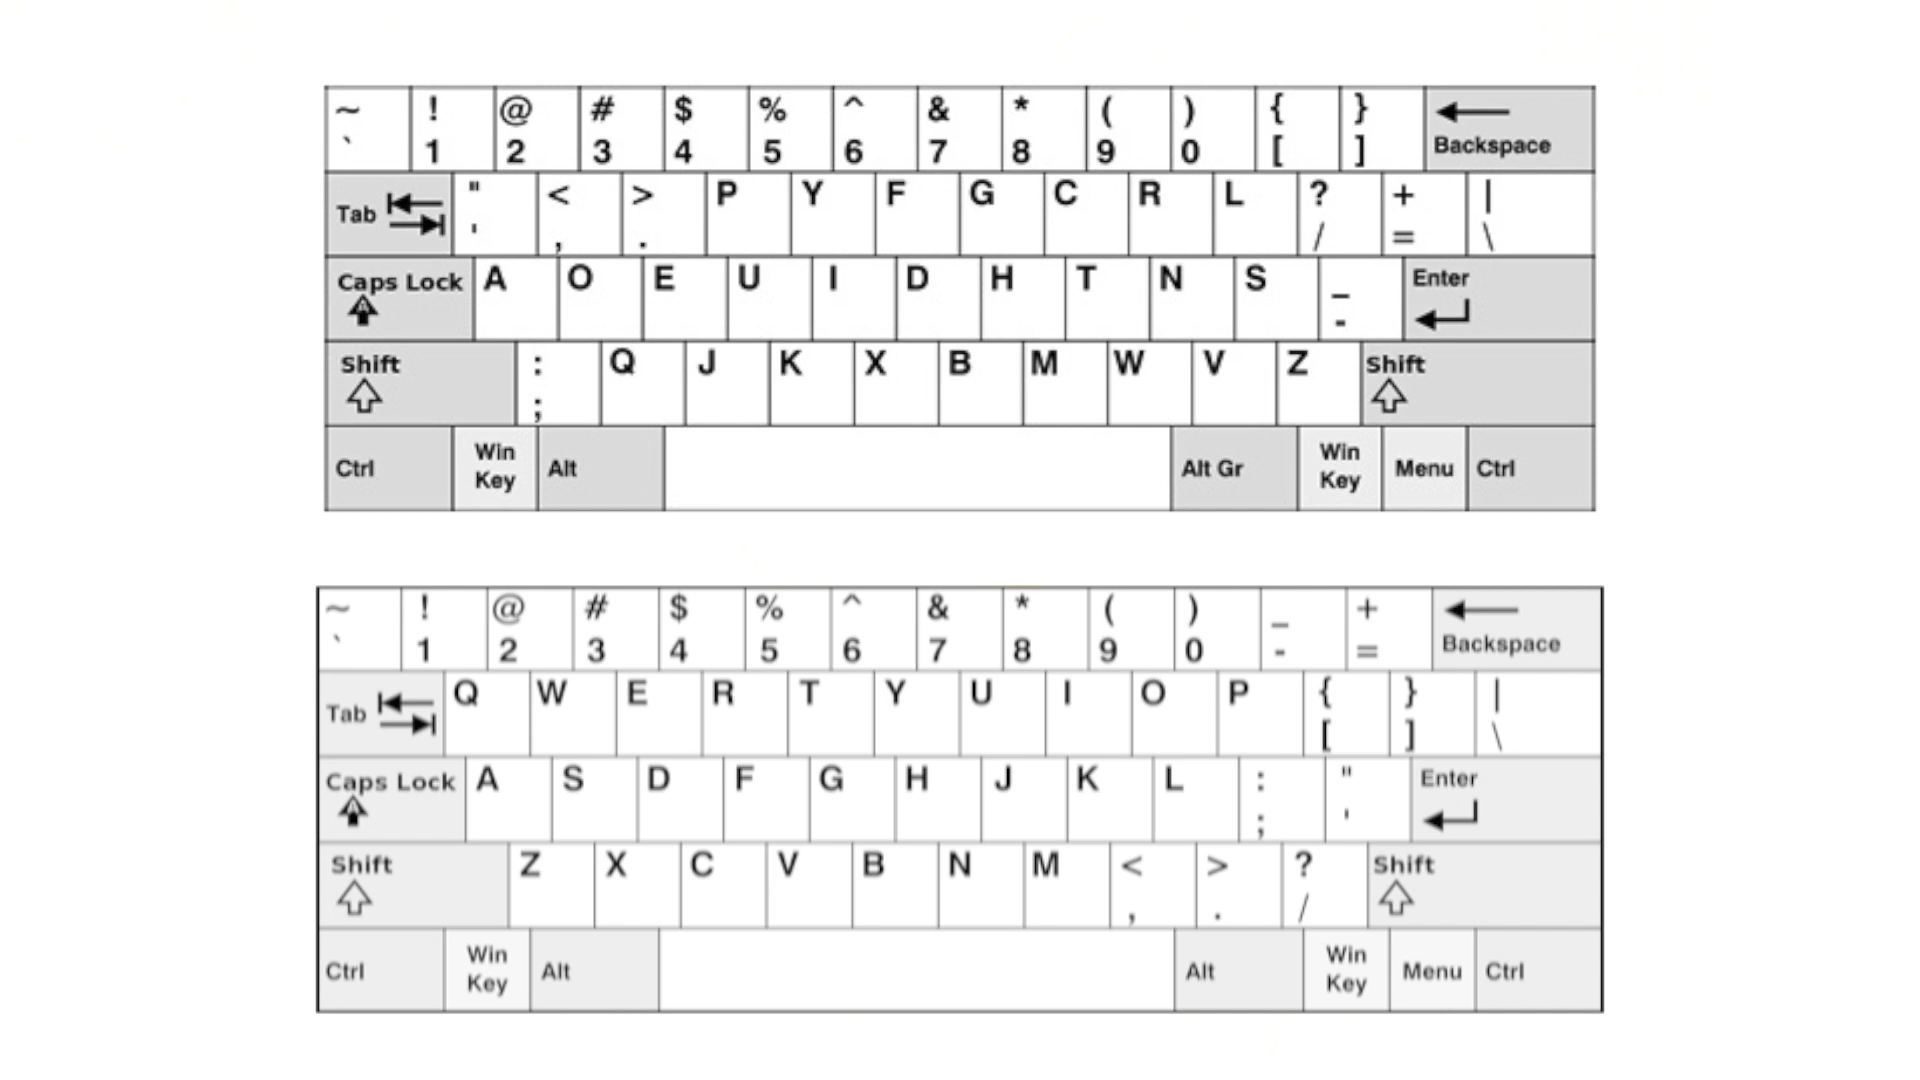 ~ ! @ # $ % ^ & * ( ) { }
` 1 2 3 4 5 6 7 8 9 0 [ ] Backspace
Tab " < > P Y F G C R L ? + |
' , . / = \
Caps Lock A O E U I D H T N S _ Enter
-
Shift : Q J K X B M W V Z Shift
;
Ctrl Win Key Alt Alt Gr Win Key Menu Ctrl
~ ! @ # $ % ^ & * ( ) _ +
` 1 2 3 4 5 6 7 8 9 0 - = Backspace
Tab Q W E R T Y U I O P { } |
[ ] \
Caps Lock A S D F G H J K L : " Enter
; '
Shift Z X C V B N M < > ? Shift
, . /
Ctrl Win Key Alt Alt Win Key Menu Ctrl